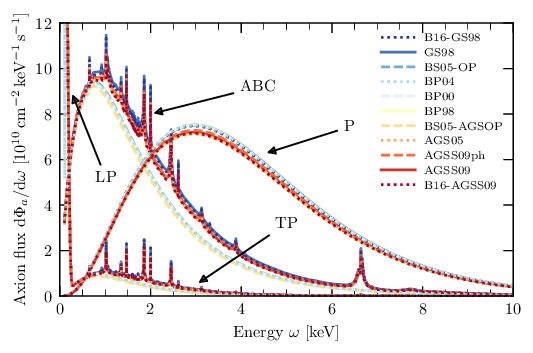 Axion flux dΦa/dω [10^10 cm^−2 keV^−1 s^−1]
12
10
8
6
4
2
0
0
2
4
6
8
10
Energy ω [keV]
ABC
P
LP
TP
B16-GS98
GS98
BS05-OP
BP04
BP00
BP98
BS05-AGSOP
AGS05
AGSS09ph
AGSS09
B16-AGSS09